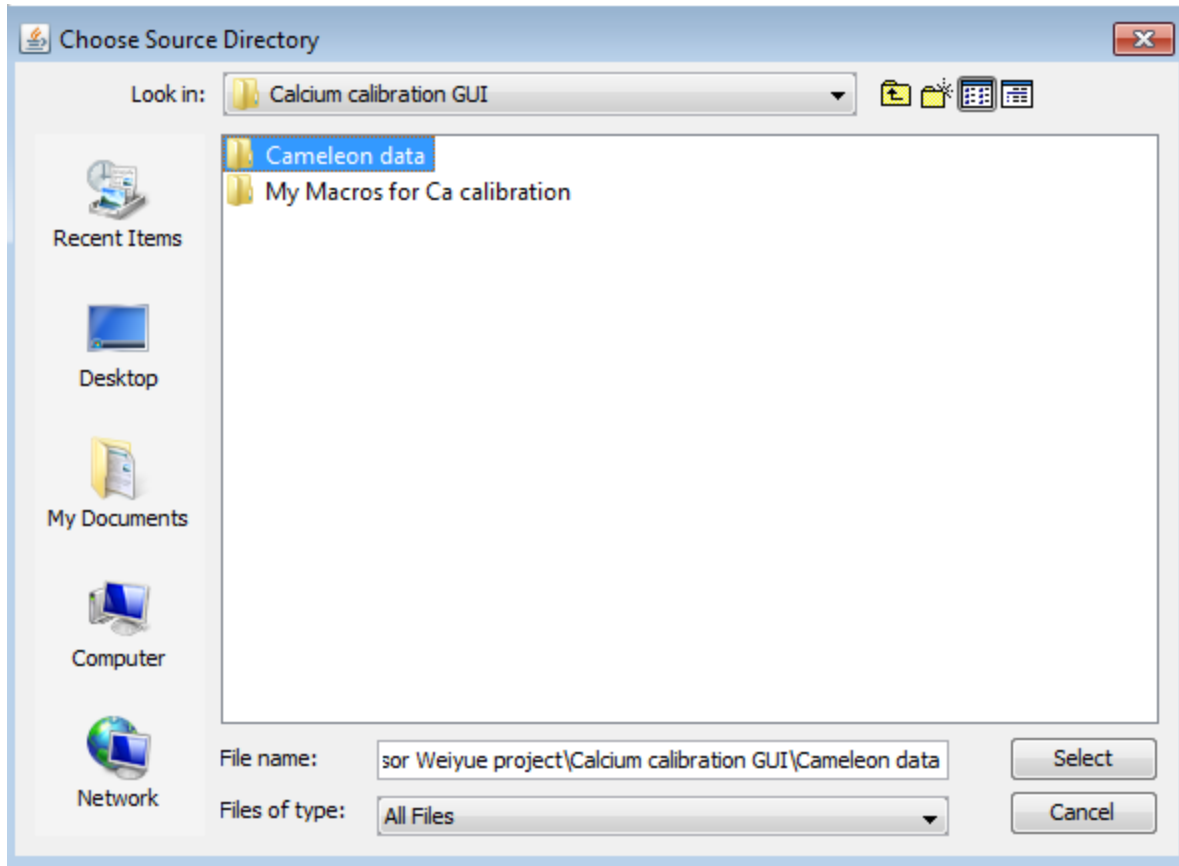 Choose Source Directory
Look in: Calcium calibration GUI
Cameleon data
My Macros for Ca calibration
Recent Items
Desktop
My Documents
Computer
Network
File name: sor Weiyue project\Calcium calibration GUI\Cameleon data Select
Files of type: All Files Cancel